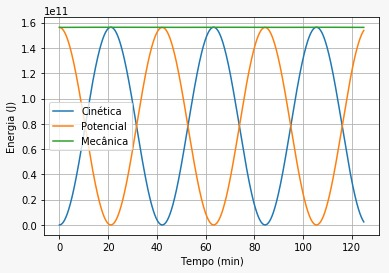 1e11
1.6
1.4
1.2
1.0
0.8
0.6
0.4
0.2
0.0
Energia (J)
Cinética
Potencial
Mecânica
0 20 40 60 80 100 120
Tempo (min)